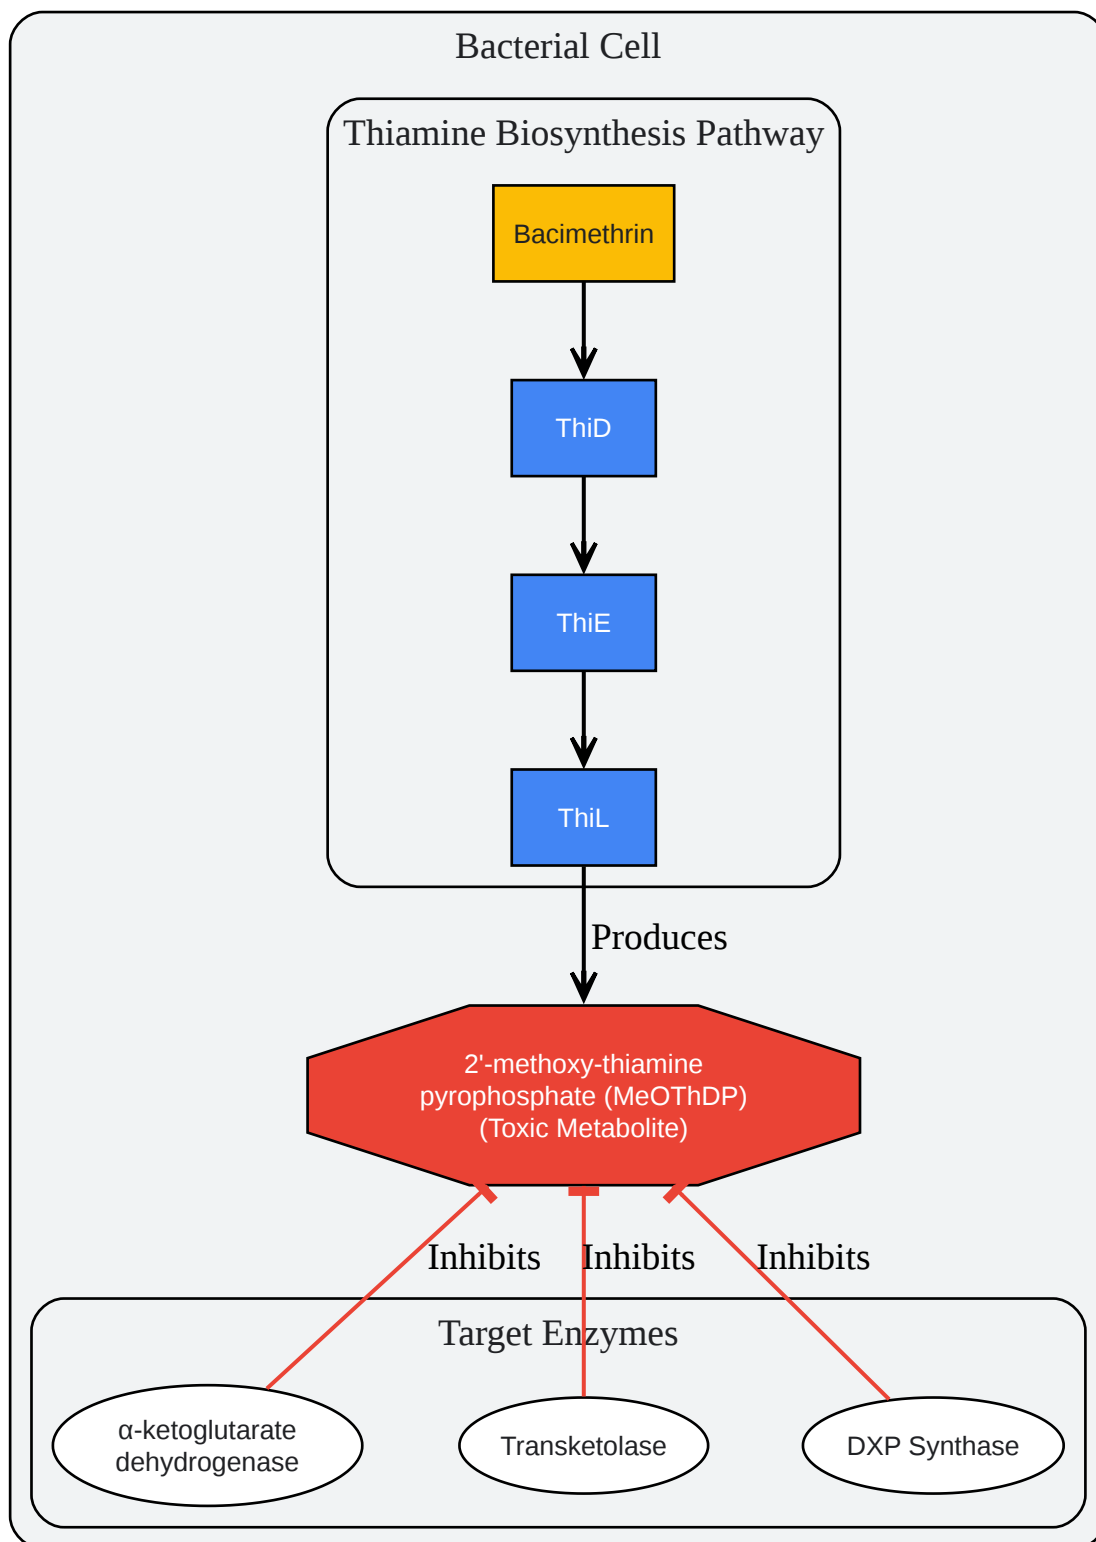 Bacterial Cell
Thiamine Biosynthesis Pathway
Bacimethrin
ThiD
ThiE
ThiL
Produces
2'-methoxy-thiamine
pyrophosphate (MeOThDP)
(Toxic Metabolite)
Inhibits
Inhibits
Inhibits
Target Enzymes
α-ketoglutarate
dehydrogenase
Transketolase
DXP Synthase